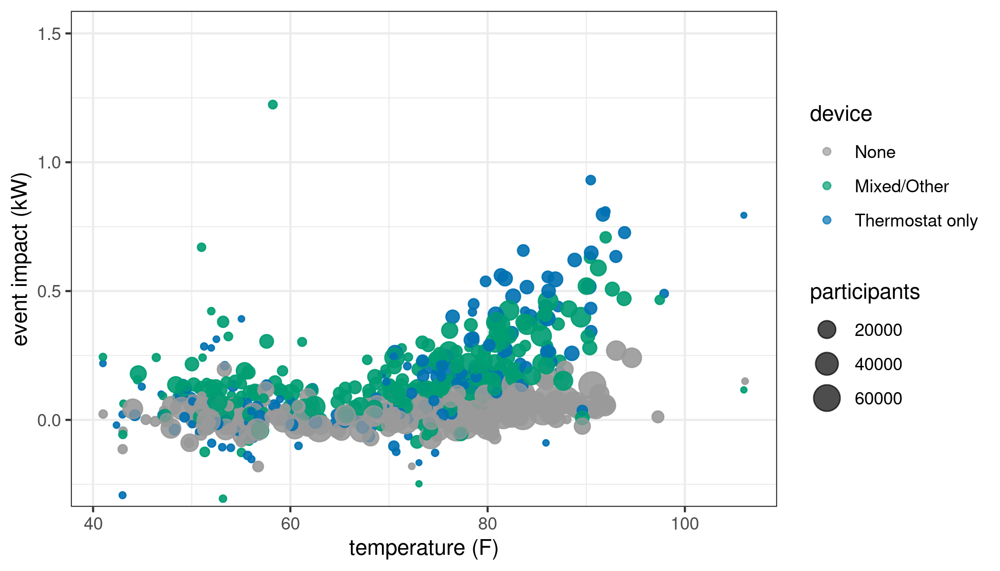 1.5
1.0
0.5
0.0
event impact (kW)
40 60 80 100
temperature (F)
device
None
Mixed/Other
Thermostat only
participants
20000
40000
60000